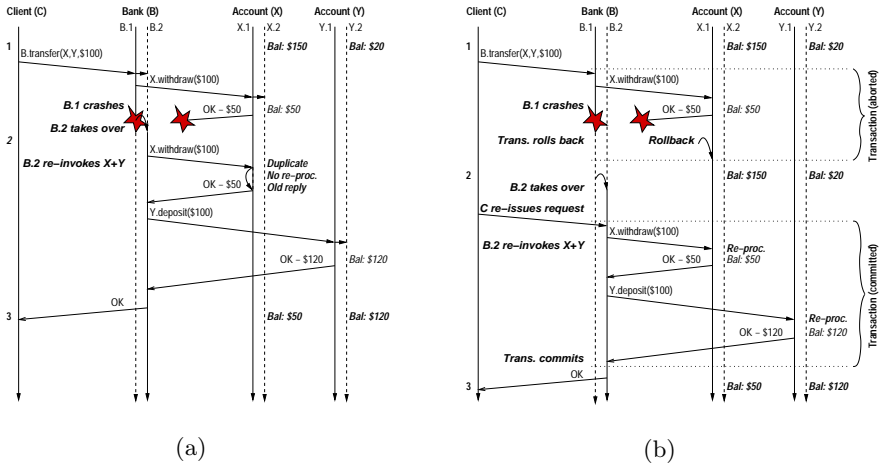 Client (C) Bank (B) Account (X) Account (Y)
B.1 B.2 X.1 X.2 Y.1 Y.2
1 Bal: $150 Bal: $20
B.transfer(X,Y,$100)
X.withdraw($100)
B.1 crashes OK – $50 Bal: $50
B.2 takes over
2
X.withdraw($100)
B.2 re–invokes X+Y Duplicate
No re–proc.
OK – $50 Old reply
Y.deposit($100)
OK – $120 Bal: $120
OK
3 Bal: $50 Bal: $120
(a)
Client (C) Bank (B) Account (X) Account (Y)
B.1 B.2 X.1 X.2 Y.1 Y.2
1 Bal: $150 Bal: $20
B.transfer(X,Y,$100)
X.withdraw($100)
B.1 crashes OK – $50 Bal: $50
Trans. rolls back Rollback
Transaction (aborted)
2 Bal: $150 Bal: $20
B.2 takes over
C re–issues request
X.withdraw($100)
B.2 re–invokes X+Y Re–proc.
OK – $50 Bal: $50
Y.deposit($100)
Re–proc.
OK – $120 Bal: $120
Trans. commits
Transaction (committed)
OK
3 Bal: $50 Bal: $120
(b)